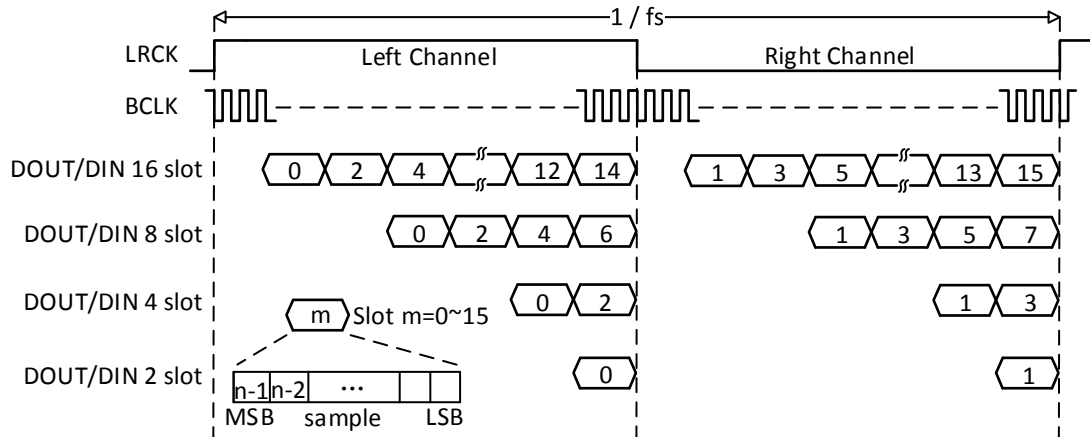 1 / fs
LRCK Left Channel Right Channel
BCLK
DOUT/DIN 16 slot 0 2 4 12 14 1 3 5 13 15
DOUT/DIN 8 slot 0 2 4 6 1 3 5 7
DOUT/DIN 4 slot 0 2 1 3
m Slot m=0~15
DOUT/DIN 2 slot 0 1
n-1 n-2 ...
MSB sample LSB